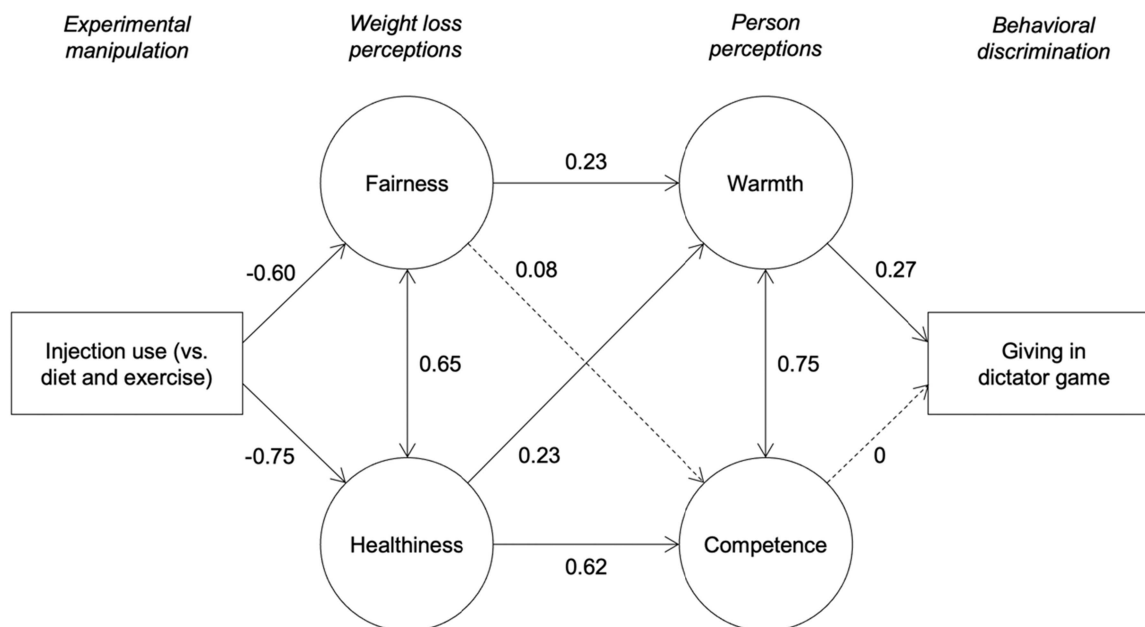 Experimental
manipulation
Weight loss
perceptions
Person
perceptions
Behavioral
discrimination
Fairness
0.23
Warmth
-0.60
0.08
0.27
Injection use (vs.
diet and exercise)
0.65
0.75
Giving in
dictator game
-0.75
0.23
0
Healthiness
0.62
Competence